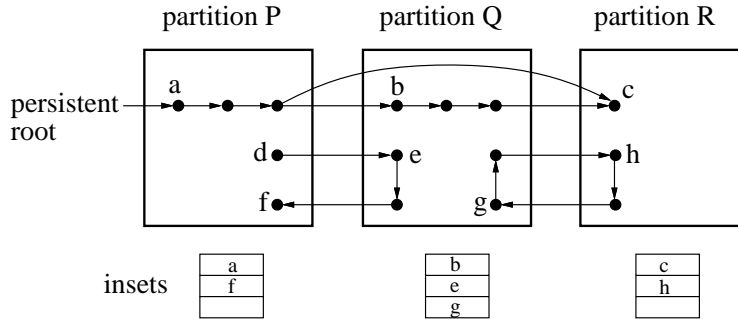 partition P partition Q partition R
a b c
persistent
root
d e h
f g
insets
a b c
f e h
g